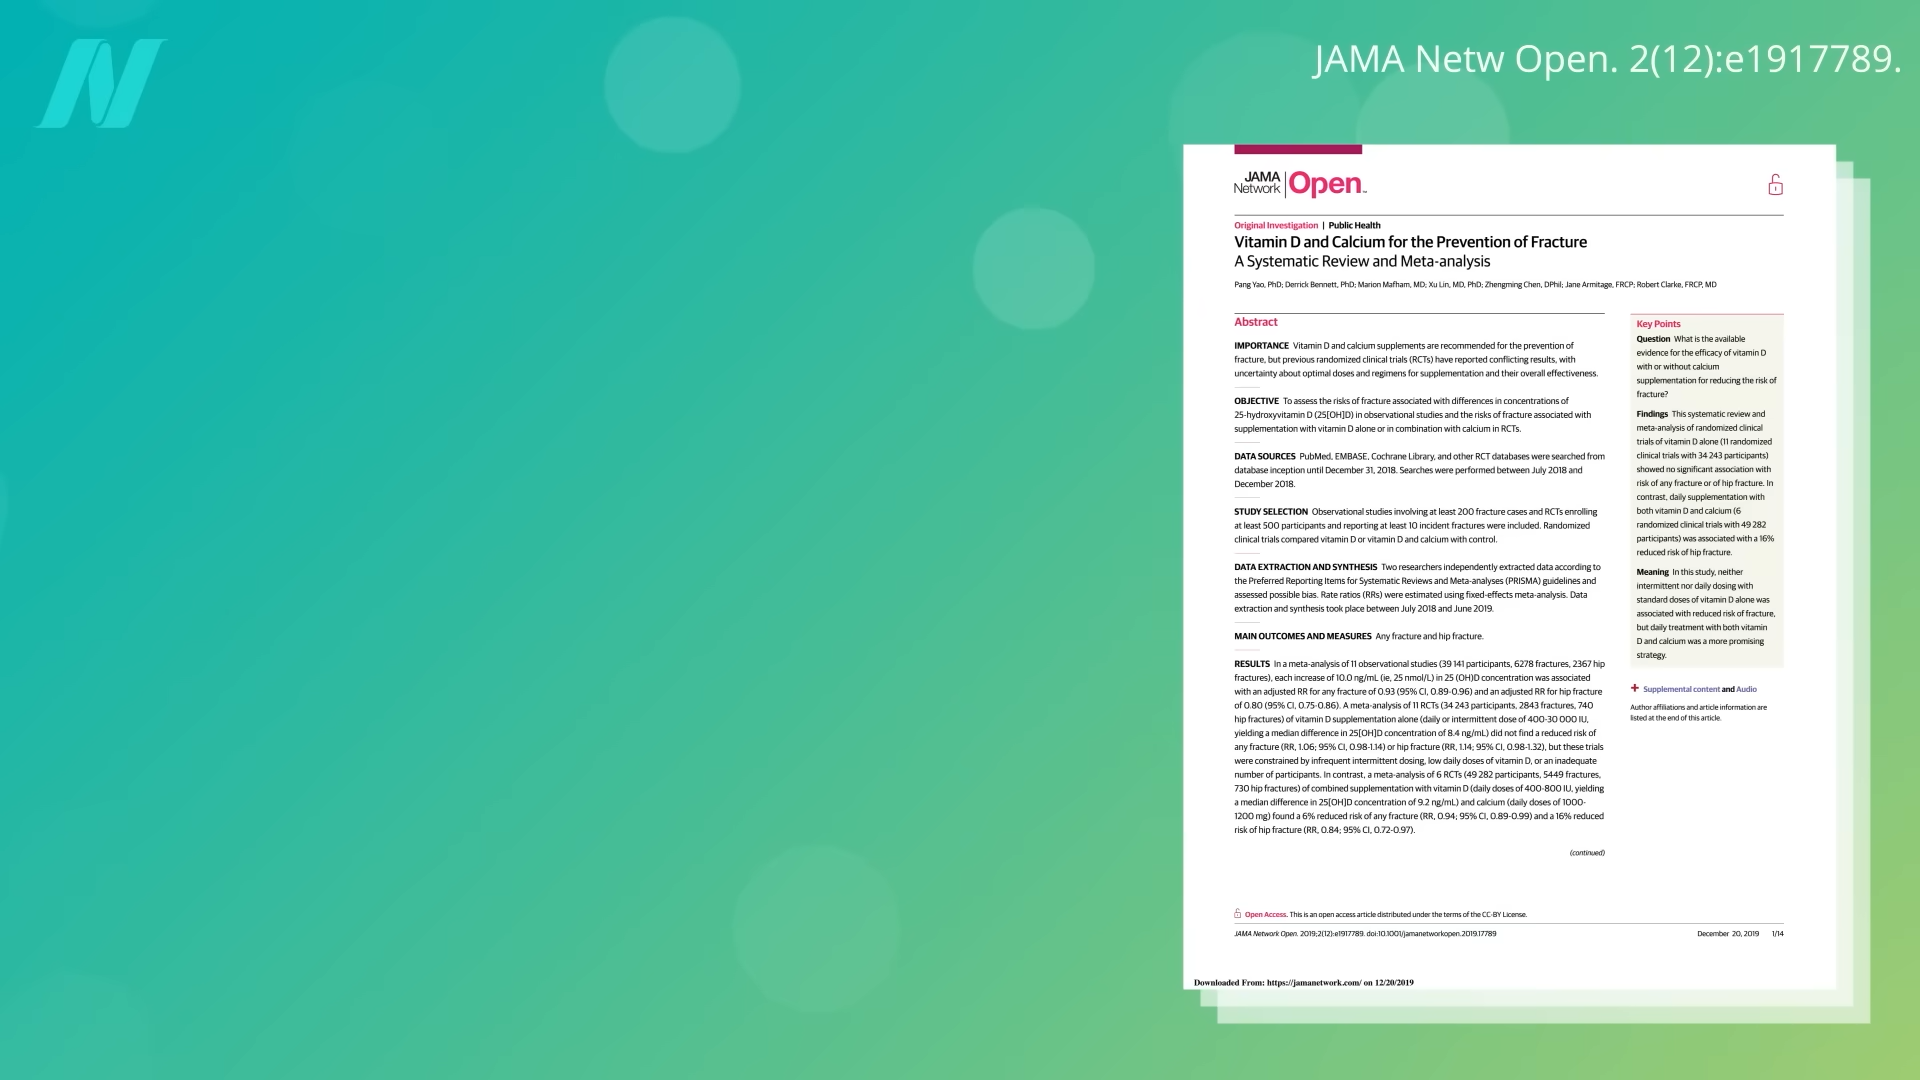 JAMA Netw Open. 2(12):e1917789.
JAMA
Network Open™
Original Investigation | Public Health
Vitamin D and Calcium for the Prevention of Fracture
A Systematic Review and Meta-analysis
Pang Yao, PhD; Derrick Bennett, PhD; Marion Mafham, MD; Xu Lin, MD, PhD; Zhengming Chen, DPhil; Jane Armitage, FRCP; Robert Clarke, FRCP, MD
Abstract
IMPORTANCE Vitamin D and calcium supplements are recommended for the prevention of
fracture, but previous randomized clinical trials (RCTs) have reported conflicting results, with
uncertainty about optimal doses and regimens for supplementation and their overall effectiveness.
OBJECTIVE To assess the risks of fracture associated with differences in concentrations of
25-hydroxyvitamin D (25[OH]D) in observational studies and the risks of fracture associated with
supplementation with vitamin D alone or in combination with calcium in RCTs.
DATA SOURCES PubMed, EMBASE, Cochrane Library, and other RCT databases were searched from
database inception until December 31, 2018. Searches were performed between July 2018 and
December 2018.
STUDY SELECTION Observational studies involving at least 200 fracture cases and RCTs enrolling
at least 500 participants and reporting at least 10 incident fractures were included. Randomized
clinical trials compared vitamin D or vitamin D and calcium with control.
DATA EXTRACTION AND SYNTHESIS Two researchers independently extracted data according to
the Preferred Reporting Items for Systematic Reviews and Meta-analyses (PRISMA) guidelines and
assessed possible bias. Rate ratios (RRs) were estimated using fixed-effects meta-analysis. Data
extraction and synthesis took place between July 2018 and June 2019.
MAIN OUTCOMES AND MEASURES Any fracture and hip fracture.
RESULTS In a meta-analysis of 11 observational studies (39 141 participants, 6278 fractures, 2367 hip
fractures), each increase of 10.0 ng/mL (ie, 25 nmol/L) in 25 (OH)D concentration was associated
with an adjusted RR for any fracture of 0.93 (95% CI, 0.89-0.96) and an adjusted RR for hip fracture
of 0.80 (95% CI, 0.75-0.86). A meta-analysis of 11 RCTs (34 243 participants, 2843 fractures, 740
hip fractures) of vitamin D supplementation alone (daily or intermittent dose of 400-30 000 IU,
yielding a median difference in 25[OH]D concentration of 8.4 ng/mL) did not find a reduced risk of
any fracture (RR, 1.06; 95% CI, 0.98-1.14) or hip fracture (RR, 1.14; 95% CI, 0.98-1.32), but these trials
were constrained by infrequent intermittent dosing, low daily doses of vitamin D, or an inadequate
number of participants. In contrast, a meta-analysis of 6 RCTs (49 282 participants, 5449 fractures,
730 hip fractures) of combined supplementation with vitamin D (daily doses of 400-800 IU, yielding
a median difference in 25[OH]D concentration of 9.2 ng/mL) and calcium (daily doses of 1000-
1200 mg) found a 6% reduced risk of any fracture (RR, 0.94; 95% CI, 0.89-0.99) and a 16% reduced
risk of hip fracture (RR, 0.84; 95% CI, 0.72-0.97).
(continued)
Key Points
Question What is the available
evidence for the efficacy of vitamin D
with or without calcium
supplementation for reducing the risk of
fracture?
Findings This systematic review and
meta-analysis of randomized clinical
trials of vitamin D alone (11 randomized
clinical trials with 34 243 participants)
showed no significant association with
risk of any fracture or of hip fracture. In
contrast, daily supplementation with
both vitamin D and calcium (6
randomized clinical trials with 49 282
participants) was associated with a 16%
reduced risk of hip fracture.
Meaning In this study, neither
intermittent nor daily dosing with
standard doses of vitamin D alone was
associated with reduced risk of fracture,
but daily treatment with both vitamin
D and calcium was a more promising
strategy.
+ Supplemental content and Audio
Author affiliations and article information are
listed at the end of this article.
Open Access. This is an open access article distributed under the terms of the CC-BY License.
JAMA Network Open. 2019;2(12):e1917789. doi:10.1001/jamanetworkopen.2019.17789
December 20, 2019 1/14
Downloaded From: https://jamanetwork.com/ on 12/20/2019